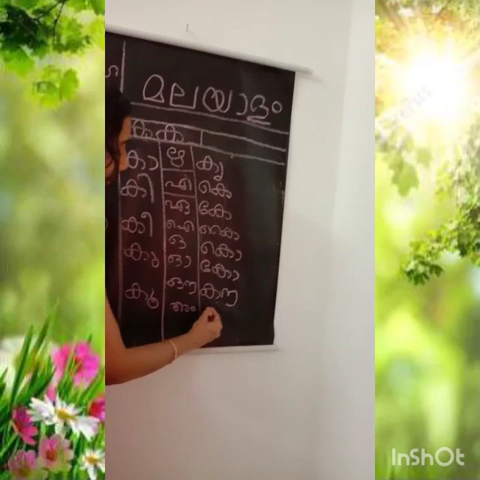 മലയാളം
ക ക
കാ ഋ കൃ
കി എ കെ
കീ ഏ കേ
കു ഐ കൈ
ഒ കൊ
ഓ കോ
കൂ ഔ കൗ
അം
InShOt